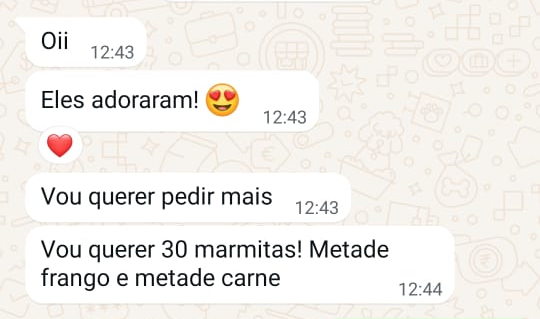 Oii
12:43
Eles adoraram! 😍
12:43
❤️
Vou querer pedir mais
12:43
Vou querer 30 marmitas! Metade
frango e metade carne
12:44